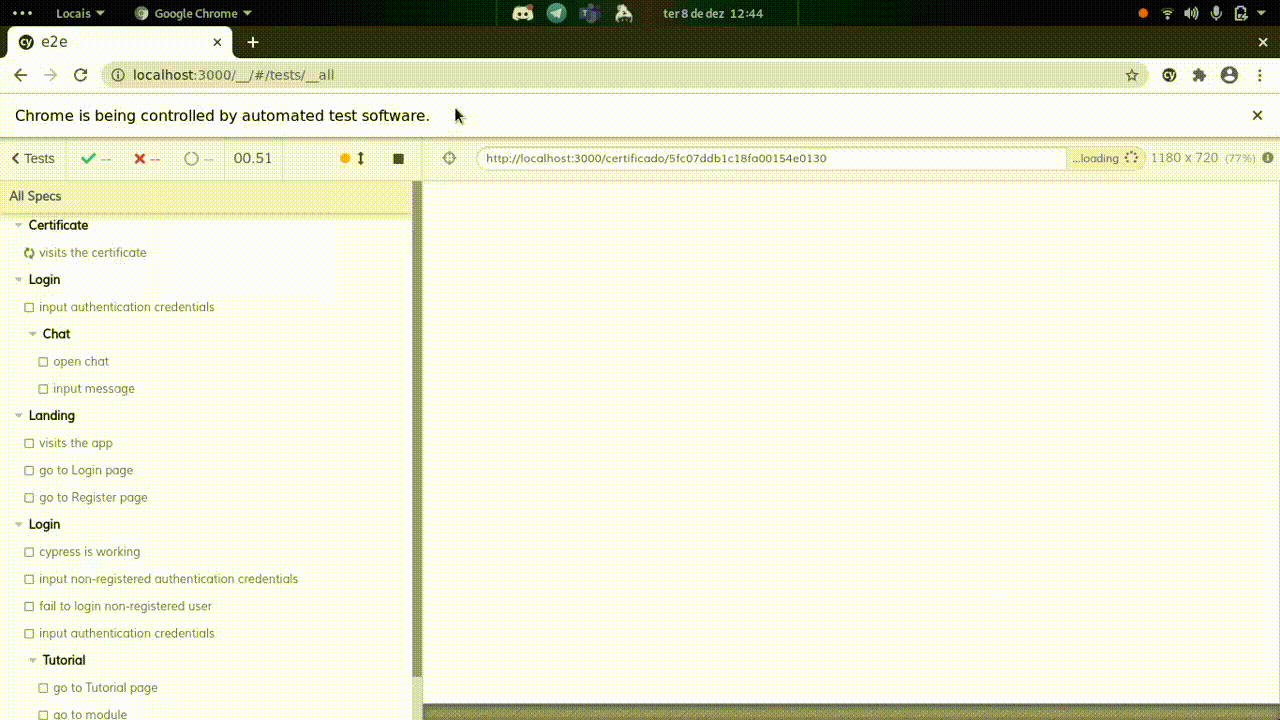 Locais Google Chrome ter 8 de dez 12:44
e2e
localhost:3000/__/#/tests/__all
Chrome is being controlled by automated test software.
Tests -- -- -- 00.51 http://localhost:3000/certificado/5fc07ddb1c18fa00154e0130 ...loading 1180 x 720 (77%)
All Specs
Certificate
visits the certificate
Login
input authentication credentials
Chat
open chat
input message
Landing
visits the app
go to Login page
go to Register page
Login
cypress is working
input non-registered authentication credentials
fail to login non-registered user
input authentication credentials
Tutorial
go to Tutorial page
go to module